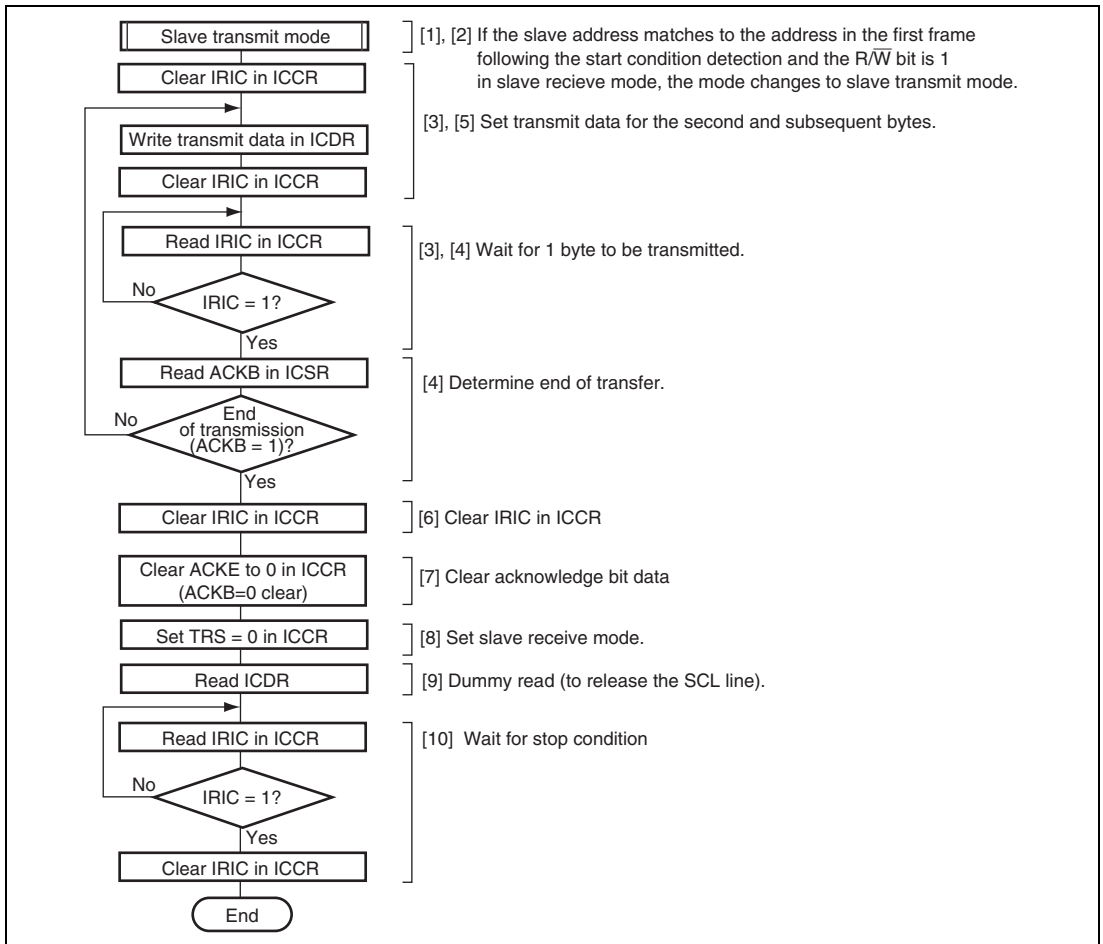 Slave transmit mode
[1], [2] If the slave address matches to the address in the first frame
following the start condition detection and the R/W̅ bit is 1
in slave recieve mode, the mode changes to slave transmit mode.
Clear IRIC in ICCR
[3], [5] Set transmit data for the second and subsequent bytes.
Write transmit data in ICDR
Clear IRIC in ICCR
Read IRIC in ICCR
[3], [4] Wait for 1 byte to be transmitted.
No
IRIC = 1?
Yes
Read ACKB in ICSR
[4] Determine end of transfer.
No
End
of transmission
(ACKB = 1)?
Yes
Clear IRIC in ICCR
[6] Clear IRIC in ICCR
Clear ACKE to 0 in ICCR
(ACKB=0 clear)
[7] Clear acknowledge bit data
Set TRS = 0 in ICCR
[8] Set slave receive mode.
Read ICDR
[9] Dummy read (to release the SCL line).
Read IRIC in ICCR
[10] Wait for stop condition
No
IRIC = 1?
Yes
Clear IRIC in ICCR
End